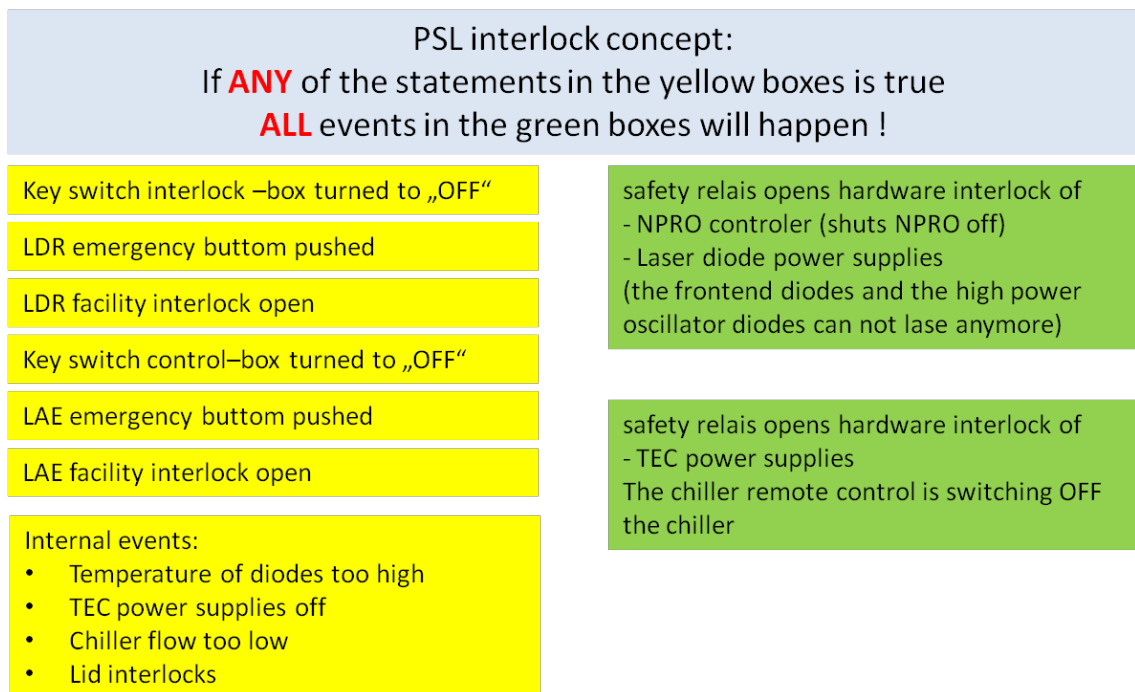 PSL interlock concept:
If ANY of the statements in the yellow boxes is true
ALL events in the green boxes will happen !
Key switch interlock –box turned to „OFF“
LDR emergency buttom pushed
LDR facility interlock open
Key switch control–box turned to „OFF“
LAE emergency buttom pushed
LAE facility interlock open
Internal events:
• Temperature of diodes too high
• TEC power supplies off
• Chiller flow too low
• Lid interlocks
safety relais opens hardware interlock of
- NPRO controler (shuts NPRO off)
- Laser diode power supplies
(the frontend diodes and the high power
oscillator diodes can not lase anymore)
safety relais opens hardware interlock of
- TEC power supplies
The chiller remote control is switching OFF
the chiller